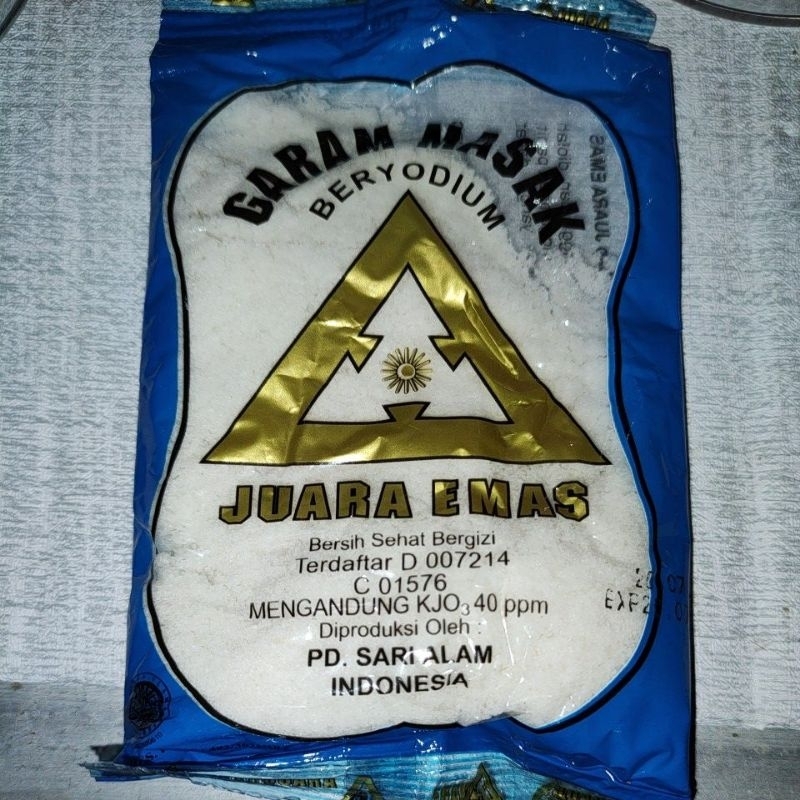 GARAM MASAK
BERYODIUM
JUARA EMAS
Bersih Sehat Bergizi
Terdaftar D 007214
C 01576
MENGANDUNG KJO₃ 40 ppm
Diproduksi Oleh :
PD. SARI ALAM
INDONESIA
EXP